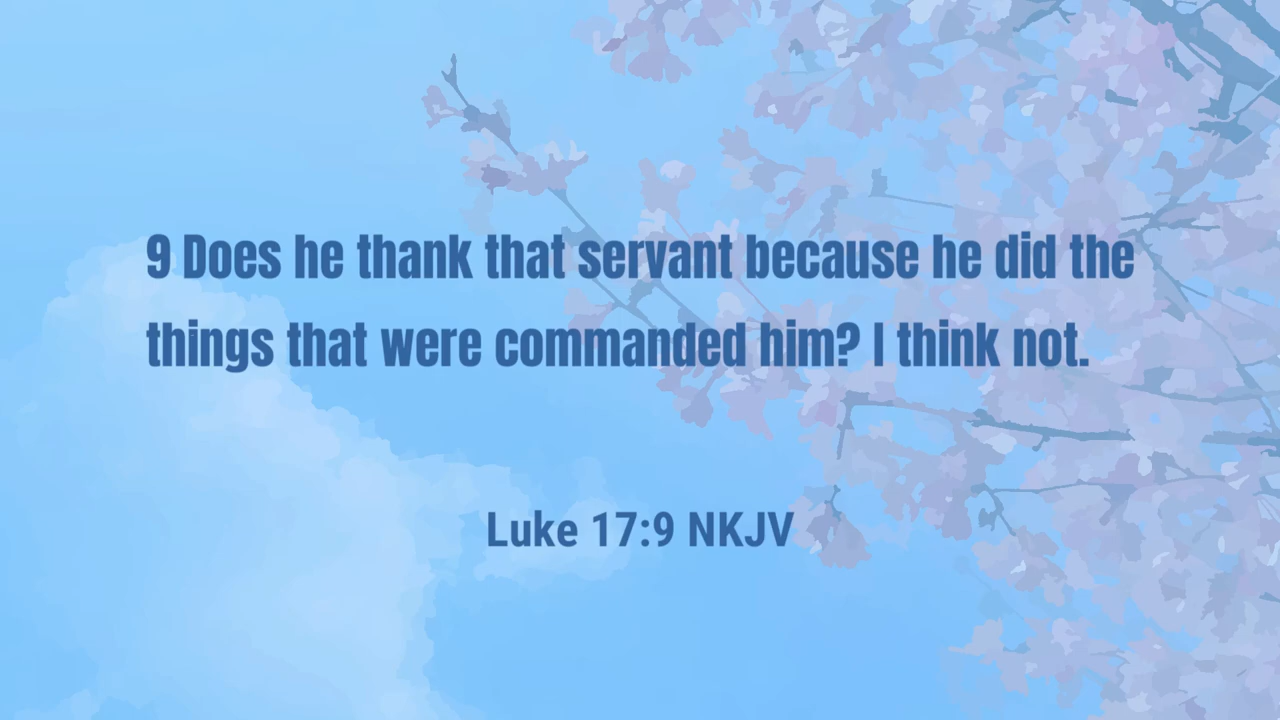 9 Does he thank that servant because he did the
things that were commanded him? I think not.
Luke 17:9 NKJV